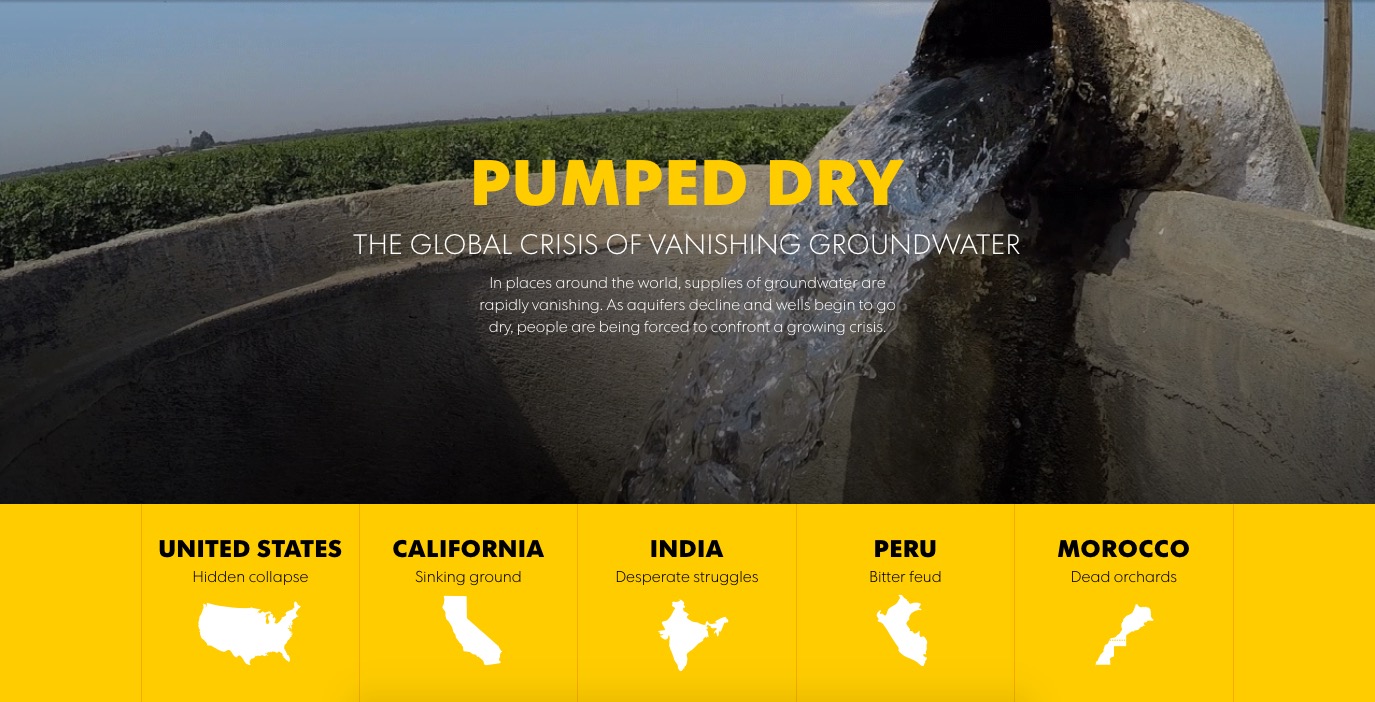 PUMPED DRY
THE GLOBAL CRISIS OF VANISHING GROUNDWATER
In places around the world, supplies of groundwater are
rapidly vanishing. As aquifers decline and wells begin to go
dry, people are being forced to confront a growing crisis.
UNITED STATES
Hidden collapse
CALIFORNIA
Sinking ground
INDIA
Desperate struggles
PERU
Bitter feud
MOROCCO
Dead orchards